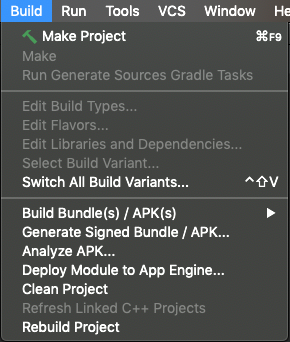 Build Run Tools VCS Window He
Make Project ⌘F9
Make
Run Generate Sources Gradle Tasks
Edit Build Types...
Edit Flavors...
Edit Libraries and Dependencies...
Select Build Variant...
Switch All Build Variants... ^⇧V
Build Bundle(s) / APK(s)
Generate Signed Bundle / APK...
Analyze APK...
Deploy Module to App Engine...
Clean Project
Refresh Linked C++ Projects
Rebuild Project